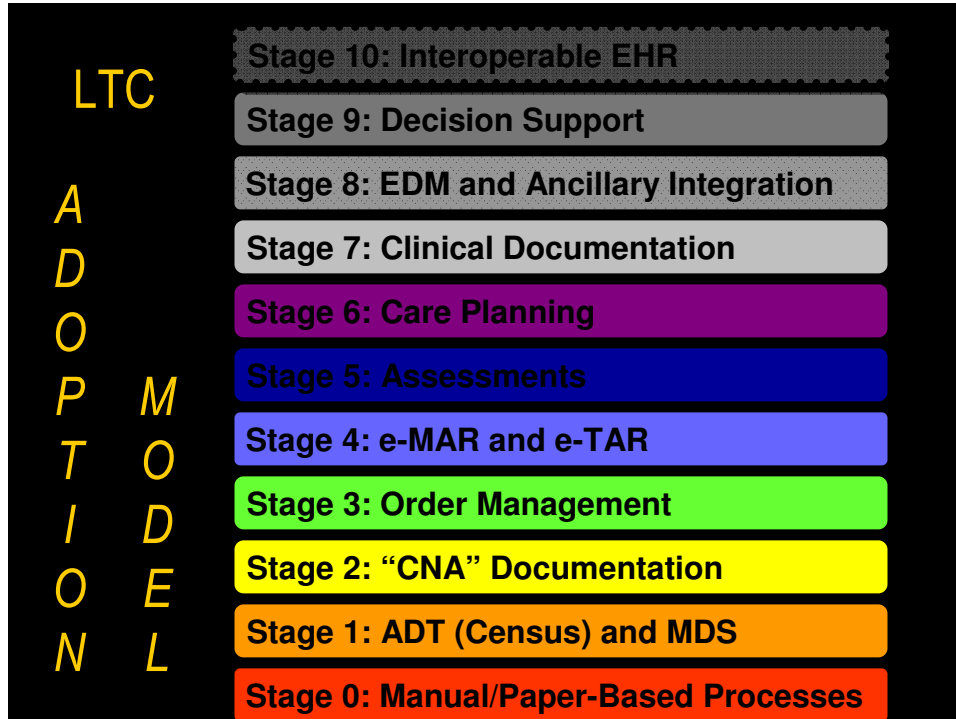 LTC
ADOPTION
MODEL
Stage 10: Interoperable EHR
Stage 9: Decision Support
Stage 8: EDM and Ancillary Integration
Stage 7: Clinical Documentation
Stage 6: Care Planning
Stage 5: Assessments
Stage 4: e-MAR and e-TAR
Stage 3: Order Management
Stage 2: “CNA” Documentation
Stage 1: ADT (Census) and MDS
Stage 0: Manual/Paper-Based Processes